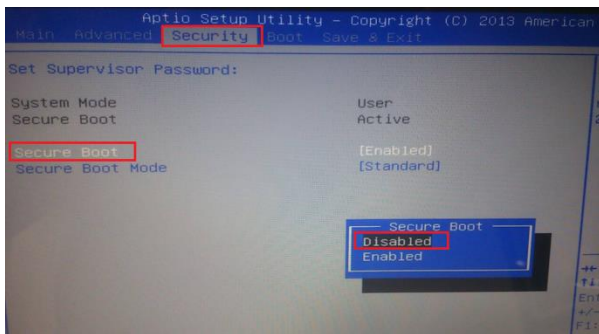 Aptio Setup Utility – Copyright (C) 2013 American
Main Advanced Security Boot Save & Exit
Set Supervisor Password:
System Mode User
Secure Boot Active
Secure Boot [Enabled]
Secure Boot Mode [Standard]
Secure Boot
Disabled
Enabled